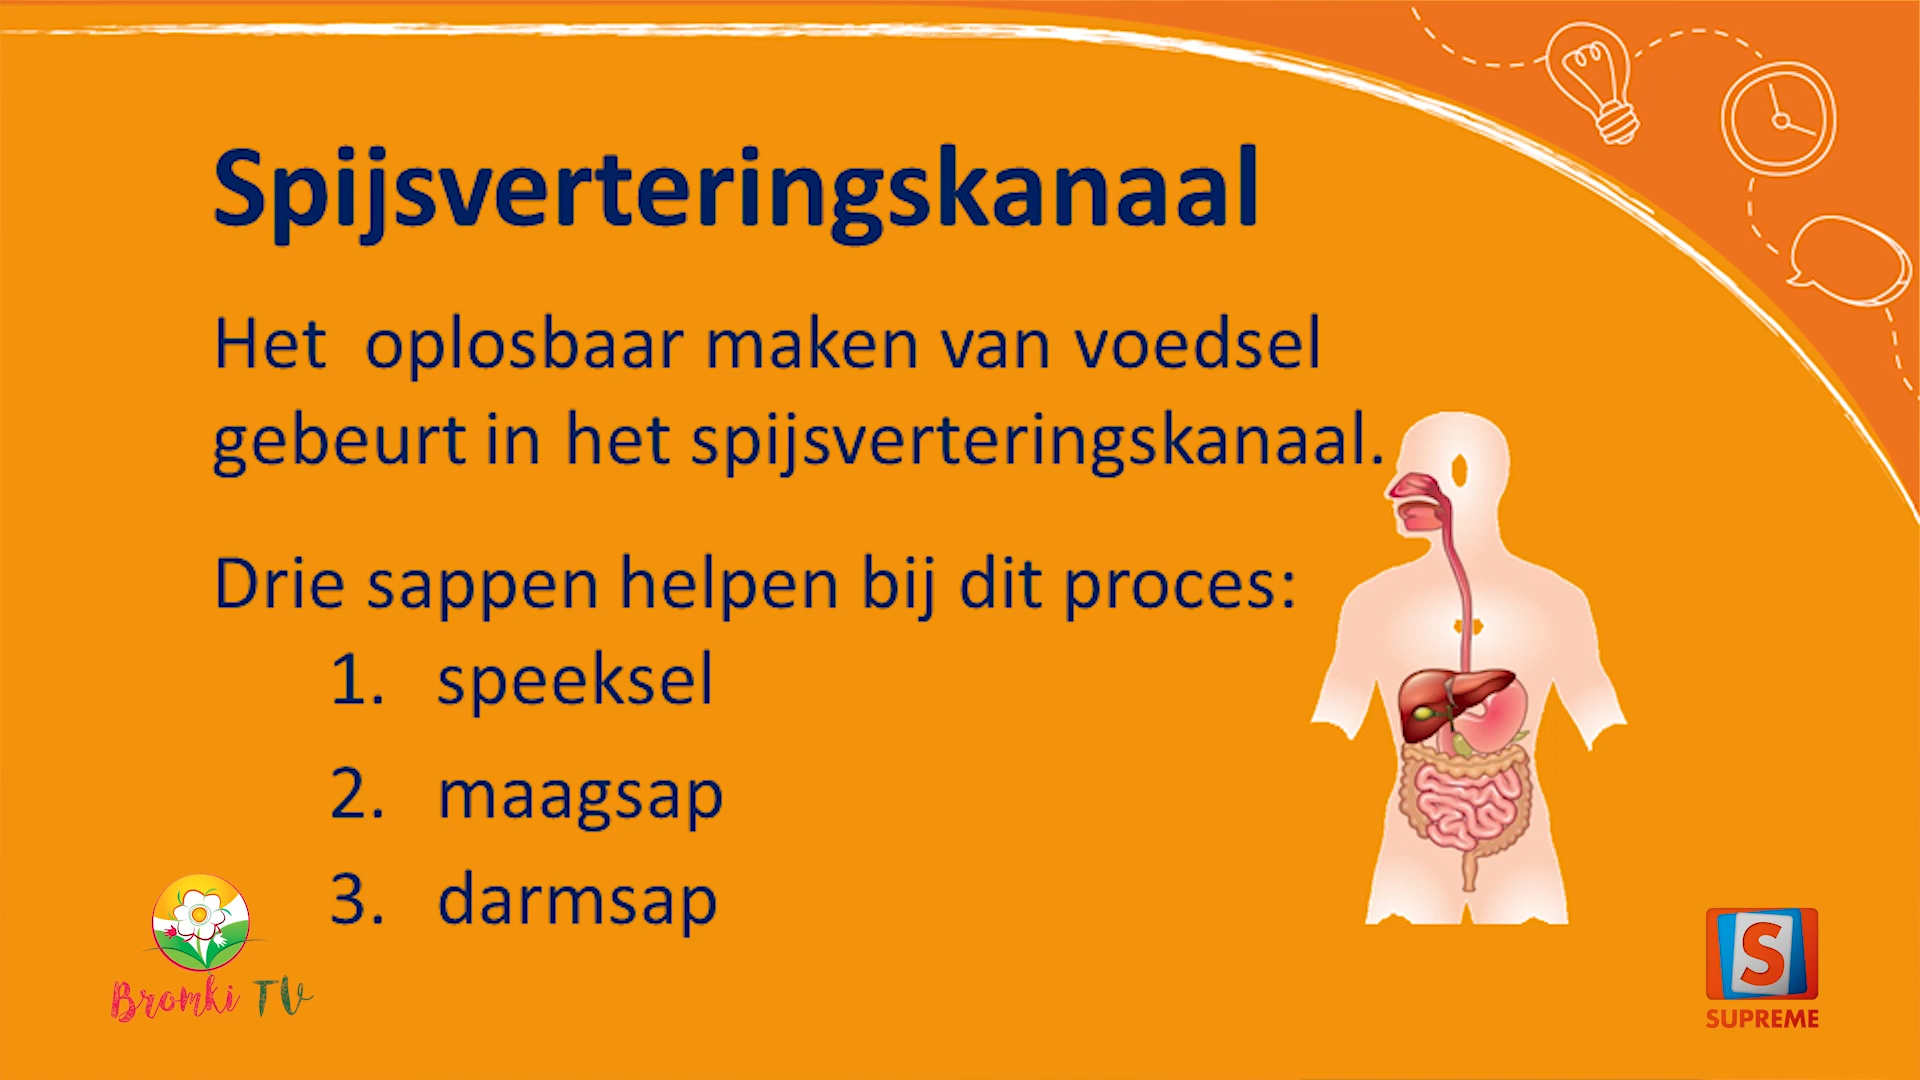 Spijsverteringskanaal
Het oplosbaar maken van voedsel
gebeurt in het spijsverteringskanaal.
Drie sappen helpen bij dit proces:
1. speeksel
2. maagsap
3. darmsap
Bromki TV
S
SUPREME